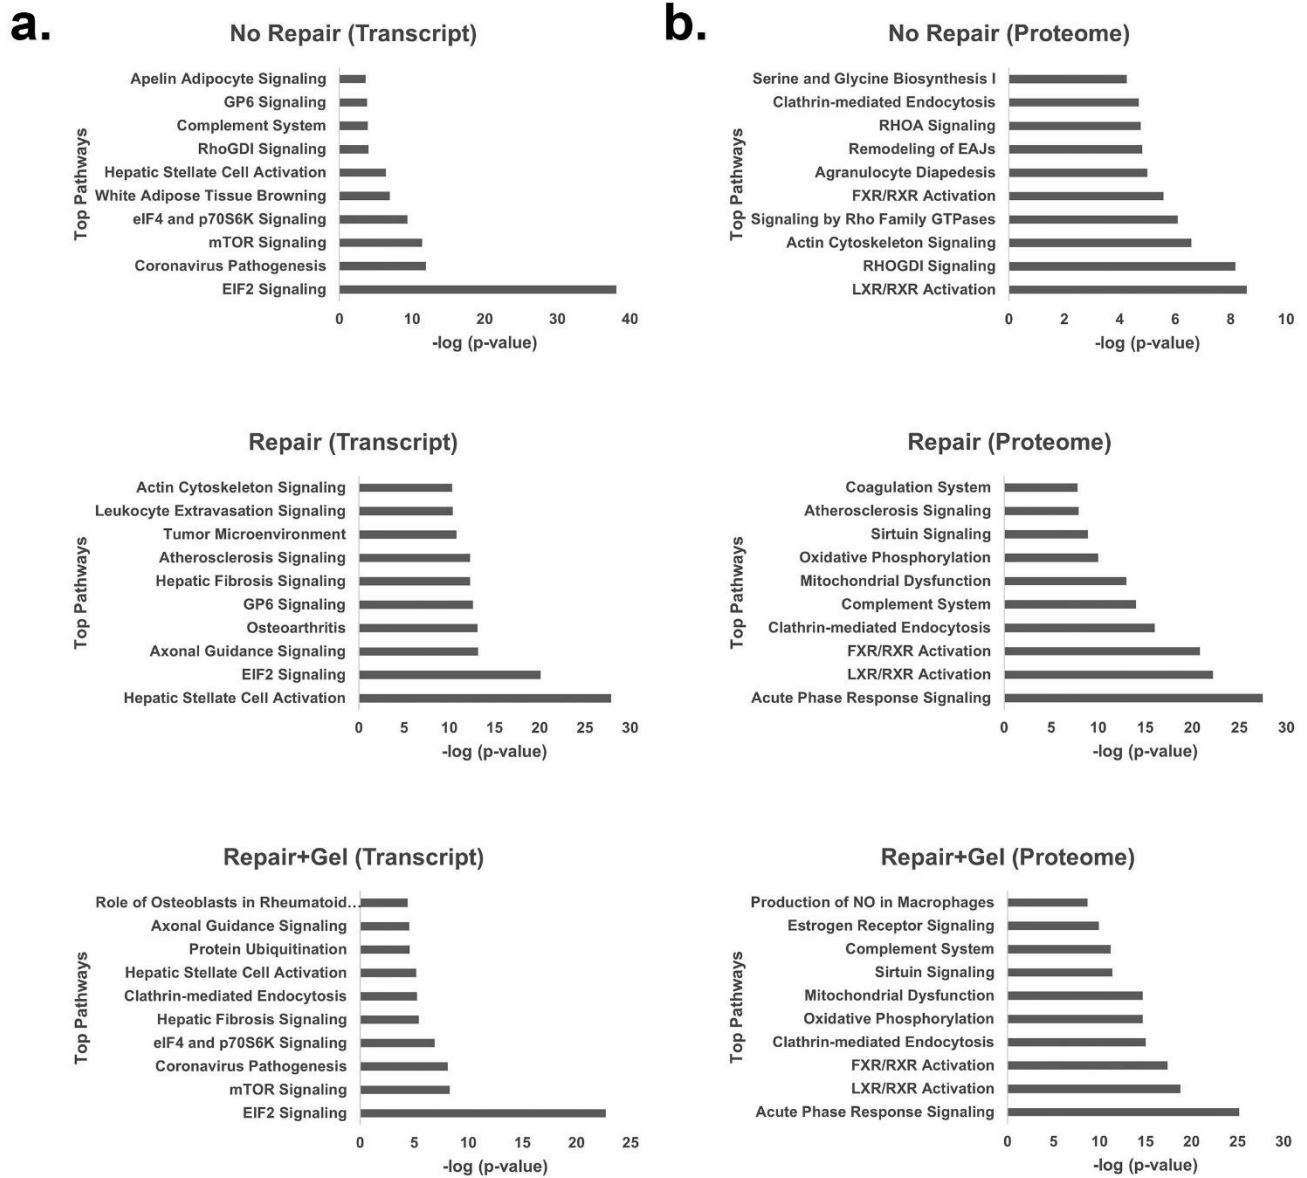 a.
No Repair (Transcript)
Top Pathways
Apelin Adipocyte Signaling
GP6 Signaling
Complement System
RhoGDI Signaling
Hepatic Stellate Cell Activation
White Adipose Tissue Browning
eIF4 and p70S6K Signaling
mTOR Signaling
Coronavirus Pathogenesis
EIF2 Signaling
0 10 20 30 40
-log (p-value)
Repair (Transcript)
Top Pathways
Actin Cytoskeleton Signaling
Leukocyte Extravasation Signaling
Tumor Microenvironment
Atherosclerosis Signaling
Hepatic Fibrosis Signaling
GP6 Signaling
Osteoarthritis
Axonal Guidance Signaling
EIF2 Signaling
Hepatic Stellate Cell Activation
0 5 10 15 20 25 30
-log (p-value)
Repair+Gel (Transcript)
Top Pathways
Role of Osteoblasts in Rheumatoid...
Axonal Guidance Signaling
Protein Ubiquitination
Hepatic Stellate Cell Activation
Clathrin-mediated Endocytosis
Hepatic Fibrosis Signaling
eIF4 and p70S6K Signaling
Coronavirus Pathogenesis
mTOR Signaling
EIF2 Signaling
0 5 10 15 20 25
-log (p-value)
b.
No Repair (Proteome)
Top Pathways
Serine and Glycine Biosynthesis I
Clathrin-mediated Endocytosis
RHOA Signaling
Remodeling of EAJs
Agranulocyte Diapedesis
FXR/RXR Activation
Signaling by Rho Family GTPases
Actin Cytoskeleton Signaling
RHOGDI Signaling
LXR/RXR Activation
0 2 4 6 8 10
-log (p-value)
Repair (Proteome)
Top Pathways
Coagulation System
Atherosclerosis Signaling
Sirtuin Signaling
Oxidative Phosphorylation
Mitochondrial Dysfunction
Complement System
Clathrin-mediated Endocytosis
FXR/RXR Activation
LXR/RXR Activation
Acute Phase Response Signaling
0 5 10 15 20 25 30
-log (p-value)
Repair+Gel (Proteome)
Top Pathways
Production of NO in Macrophages
Estrogen Receptor Signaling
Complement System
Sirtuin Signaling
Mitochondrial Dysfunction
Oxidative Phosphorylation
Clathrin-mediated Endocytosis
FXR/RXR Activation
LXR/RXR Activation
Acute Phase Response Signaling
0 5 10 15 20 25 30
-log (p-value)